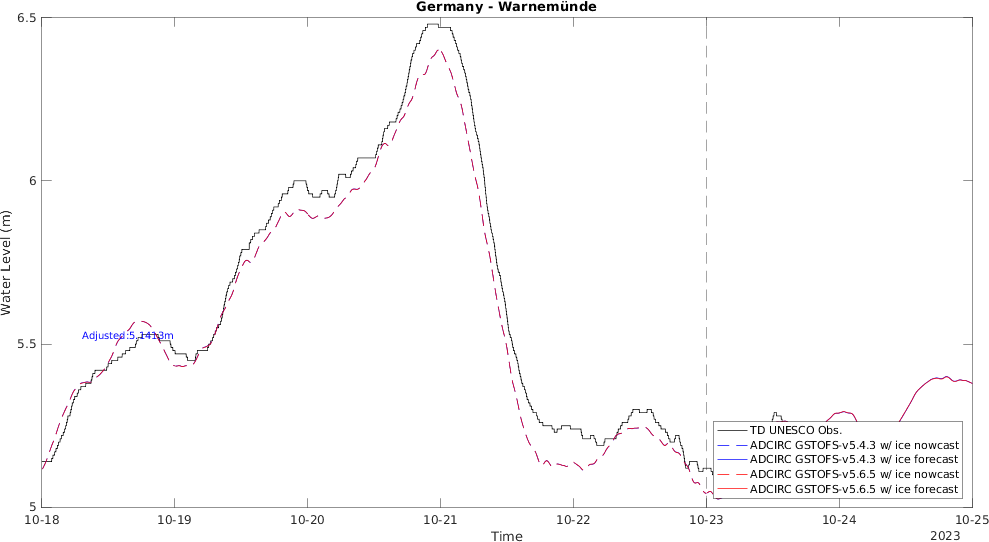 Germany - Warnemünde
6.5
6
5.5
5
Water Level (m)
Adjusted:5.1413m
TD UNESCO Obs.
ADCIRC GSTOFS-v5.4.3 w/ ice nowcast
ADCIRC GSTOFS-v5.4.3 w/ ice forecast
ADCIRC GSTOFS-v5.6.5 w/ ice nowcast
ADCIRC GSTOFS-v5.6.5 w/ ice forecast
10-18 10-19 10-20 10-21 10-22 10-23 10-24 10-25
Time
2023